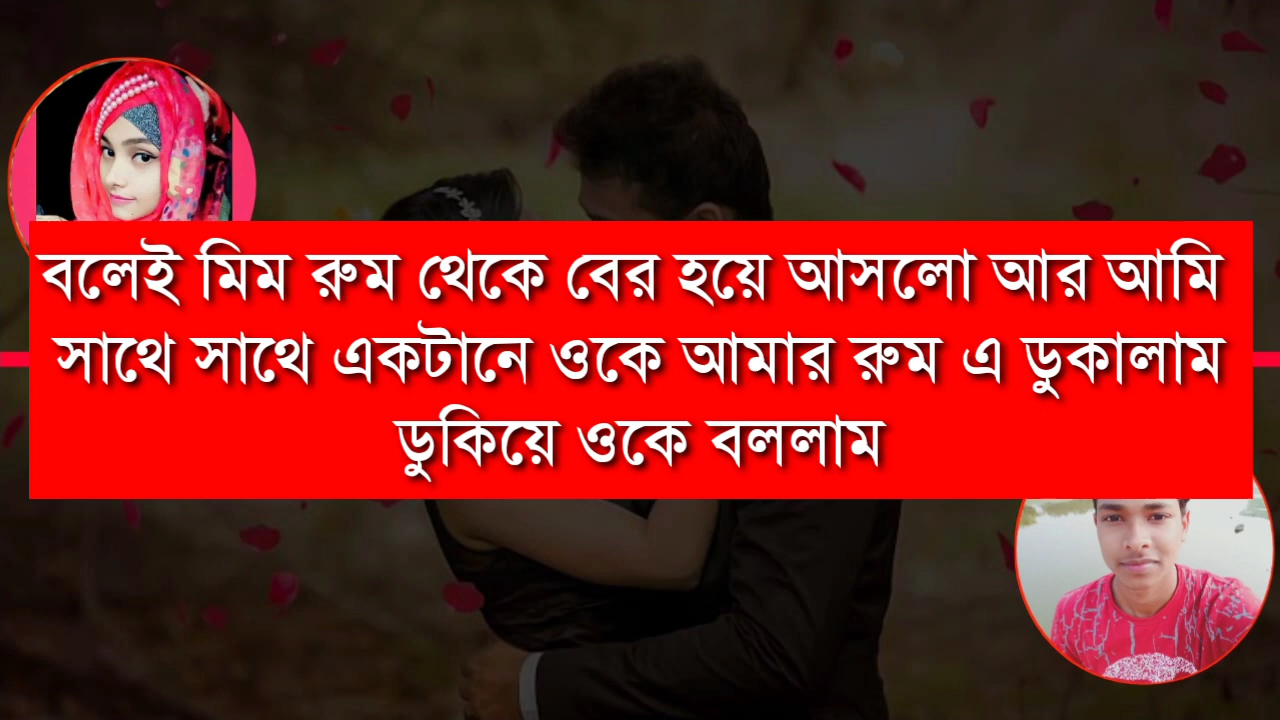 বলেই মিম রুম থেকে বের হয়ে আসলো আর আমি
সাথে সাথে একটানে ওকে আমার রুম এ ডুকালাম
ডুকিয়ে ওকে বললাম